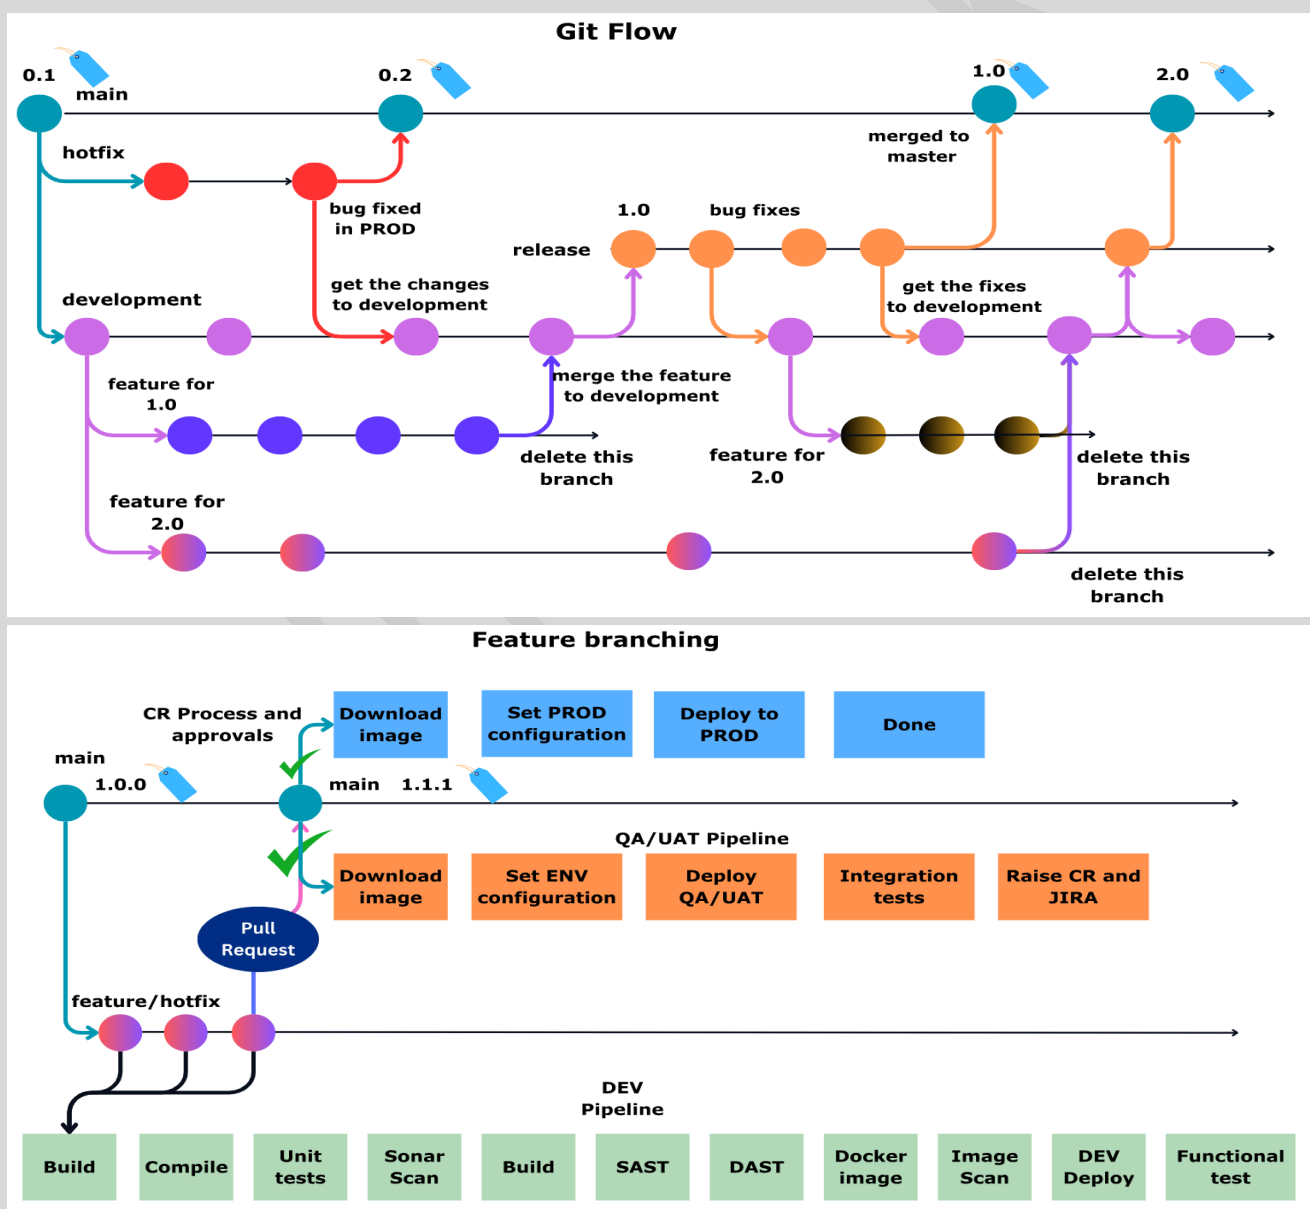 Git Flow
0.1
0.2
1.0
2.0
main
merged to
master
hotfix
bug fixed
in PROD
1.0
bug fixes
release
get the changes
to development
get the fixes
to development
development
feature for
1.0
merge the feature
to development
delete this
branch
feature for
2.0
delete this
branch
feature for
2.0
delete this
branch
Feature branching
CR Process and
approvals
Download
image
Set PROD
configuration
Deploy to
PROD
Done
main
1.0.0
main
1.1.1
QA/UAT Pipeline
Download
image
Set ENV
configuration
Deploy
QA/UAT
Integration
tests
Raise CR and
JIRA
Pull
Request
feature/hotfix
DEV
Pipeline
Build
Compile
Unit
tests
Sonar
Scan
Build
SAST
DAST
Docker
image
Image
Scan
DEV
Deploy
Functional
test